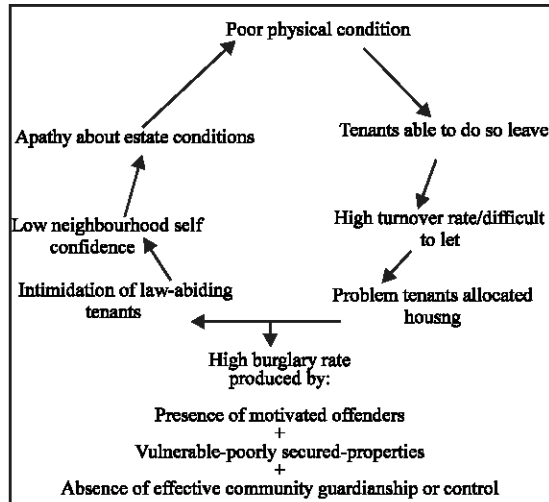 Poor physical condition
Tenants able to do so leave
High turnover rate/difficult
to let
Problem tenants allocated
housng
High burglary rate
produced by:
Presence of motivated offenders
+
Vulnerable-poorly secured-properties
+
Absence of effective community guardianship or control
Intimidation of law-abiding
tenants
Low neighbourhood self
confidence
Apathy about estate conditions